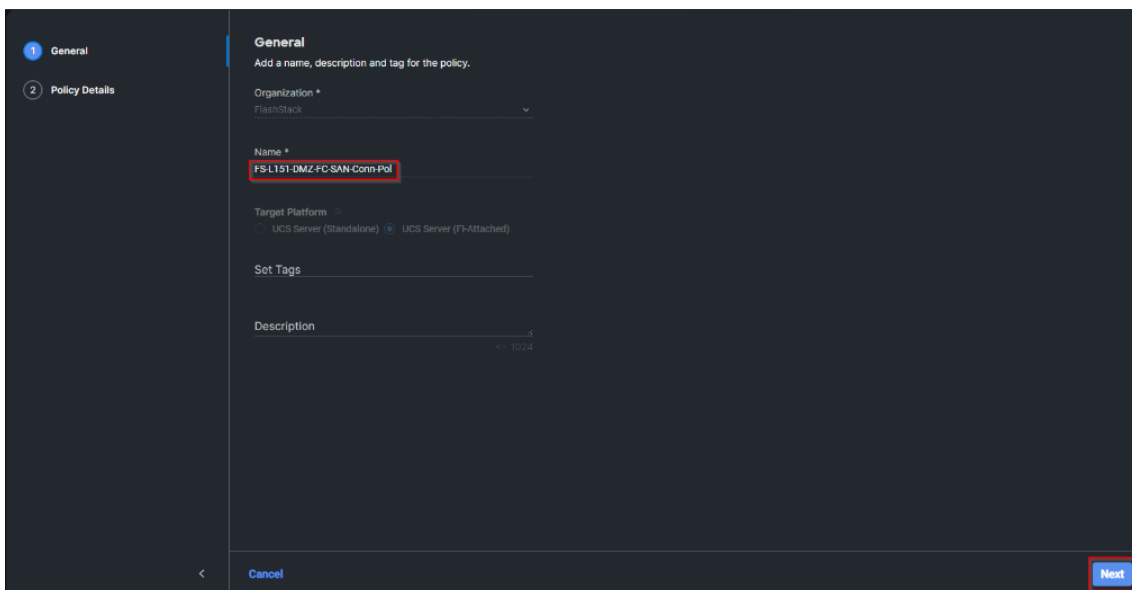 1 General
2 Policy Details
General
Add a name, description and tag for the policy.
Organization *
FlashStack
Name *
FS-L151-DMZ-FC-SAN-Conn-Pol
Target Platform
UCS Server (Standalone) UCS Server (FI-Attached)
Set Tags
Description
<= 1024
< Cancel Next